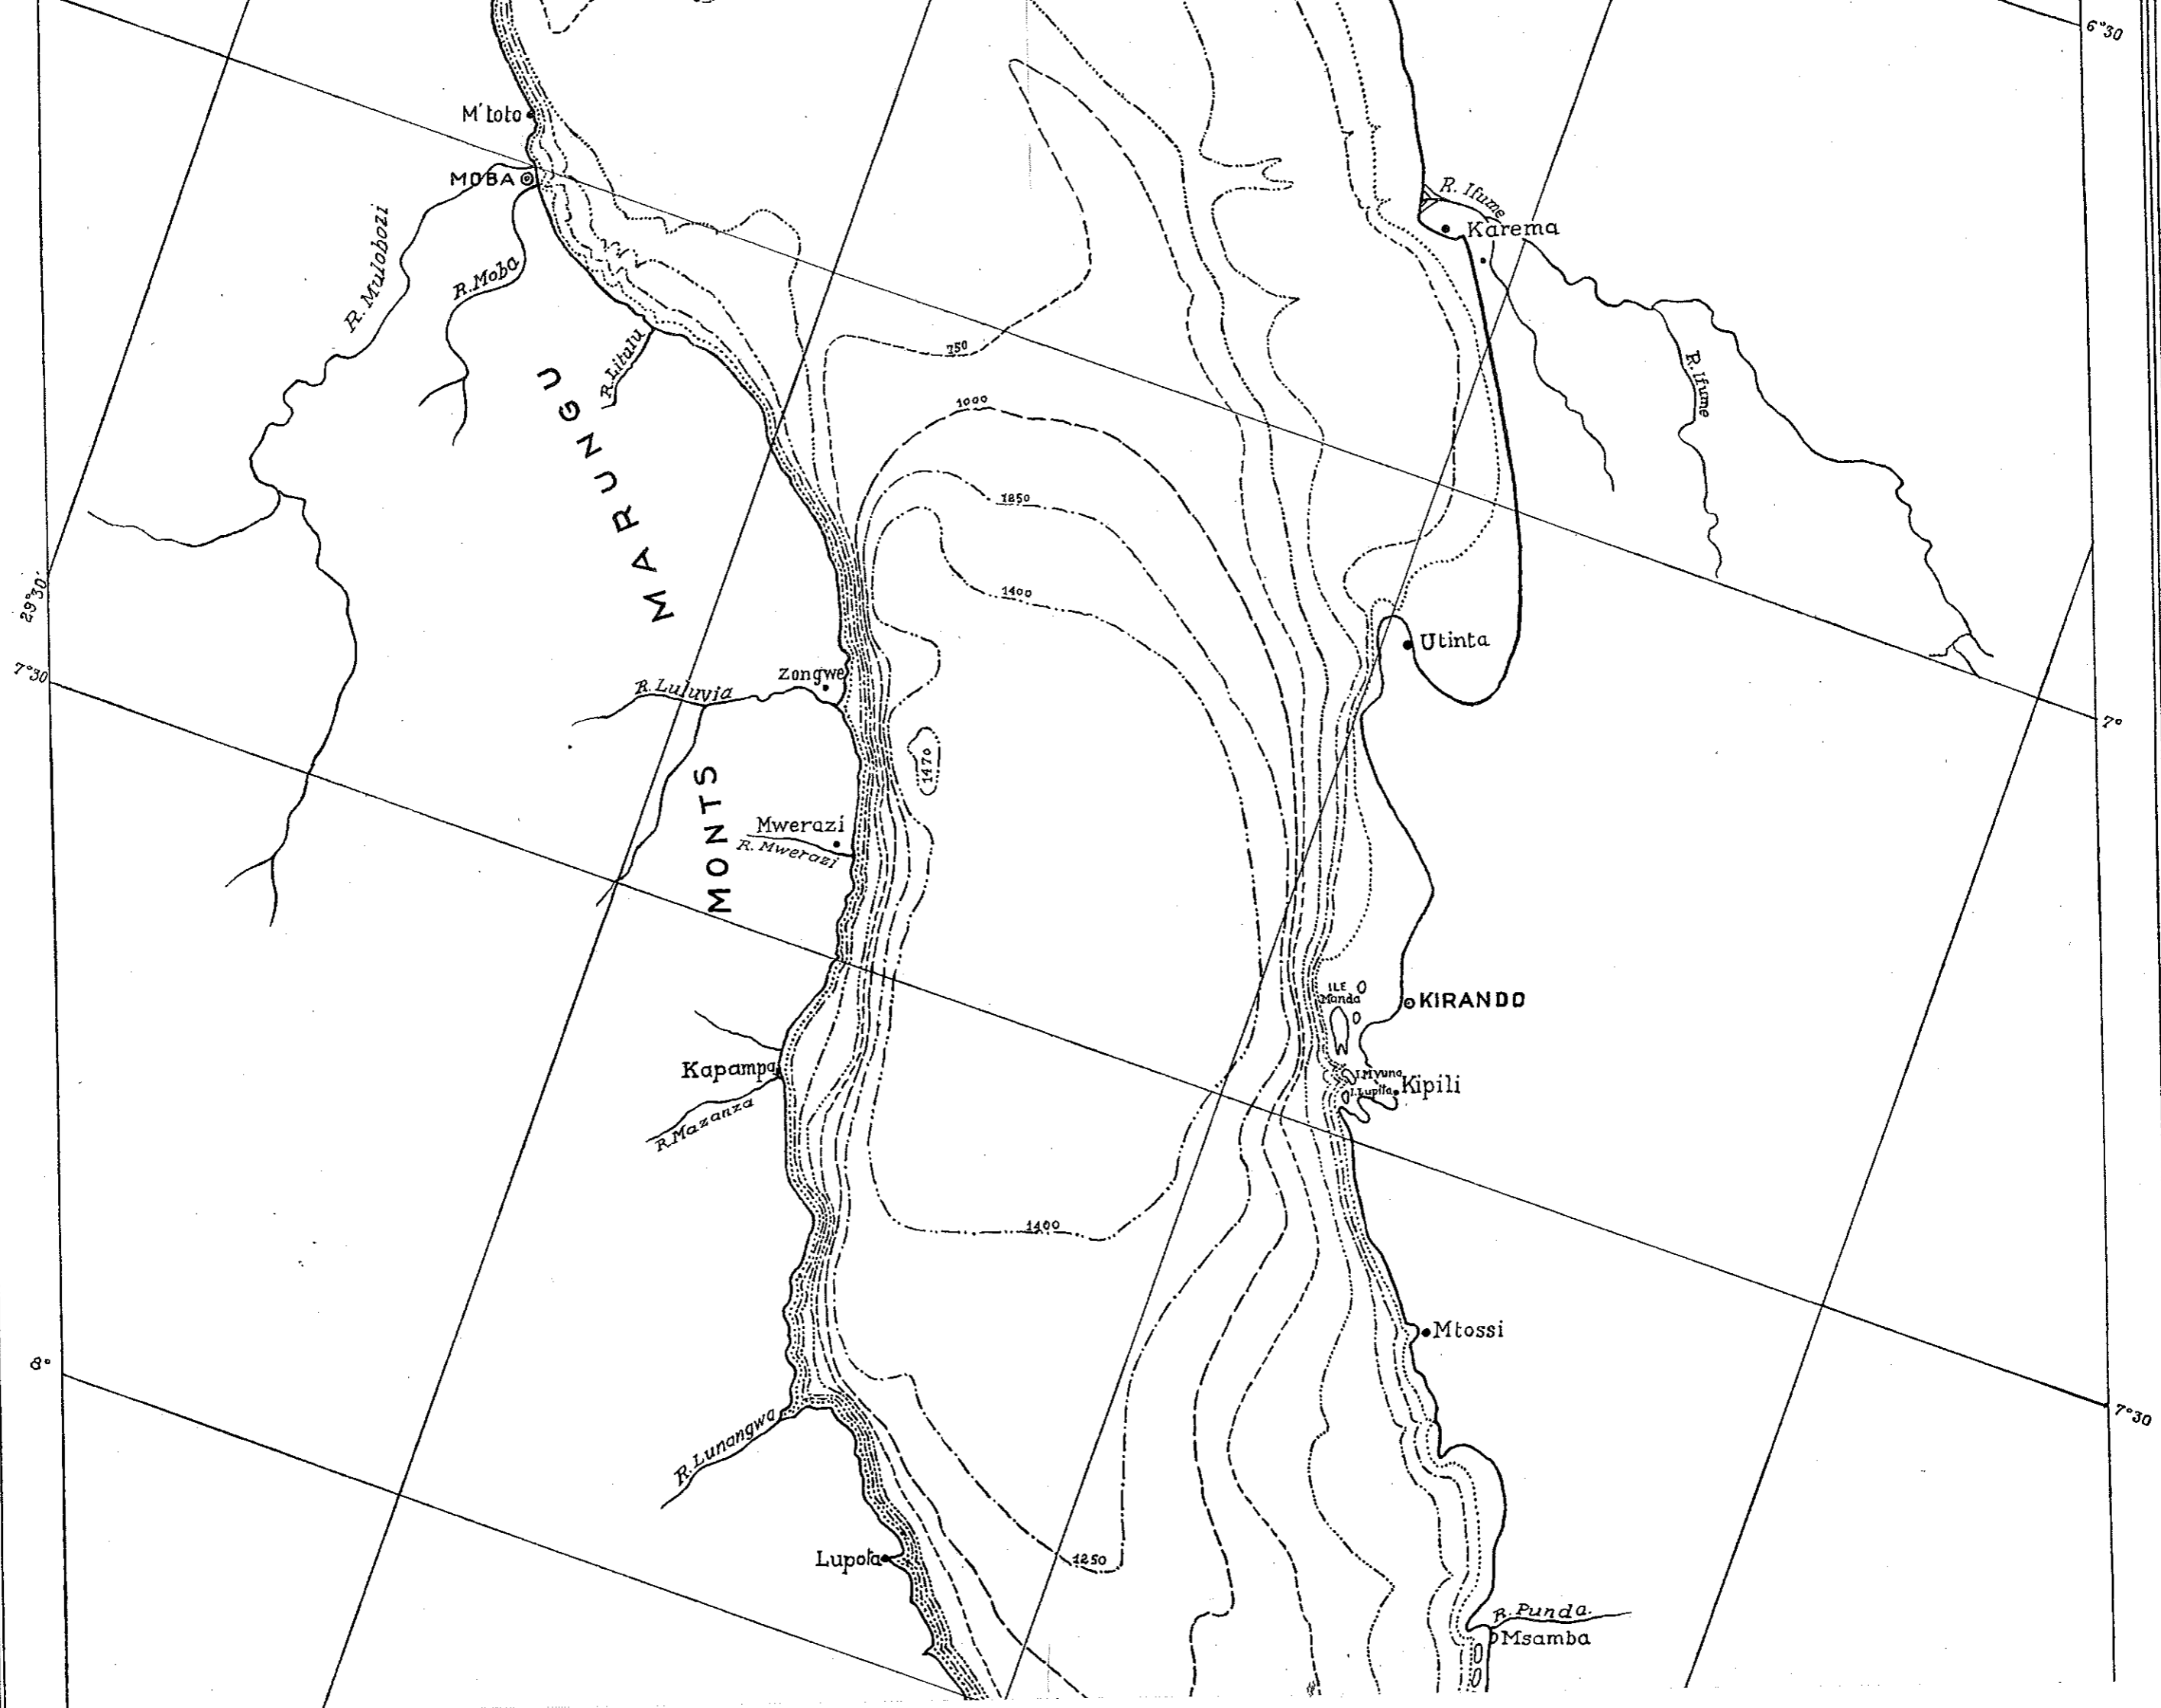 6°30
M'toto
MOBA
R. Ifume
Karema
R. Mulobozi
R. Moba
R. Litulu
750
R. Ifume
1000
MONTS MARUNGU
1250
1400
29°30'
Utinta
7°30
Zongwe
R. Luluvia
7°
1470
Mwerazi
R. Mwerazi
ILE
Manda
KIRANDO
Kapampa
I. Mvuna
Kipili
I. Lupita
R. Mazanza
1400
Mtossi
8°
7°30
R. Lunangwa
Lupota
1250
R. Punda.
Msamba